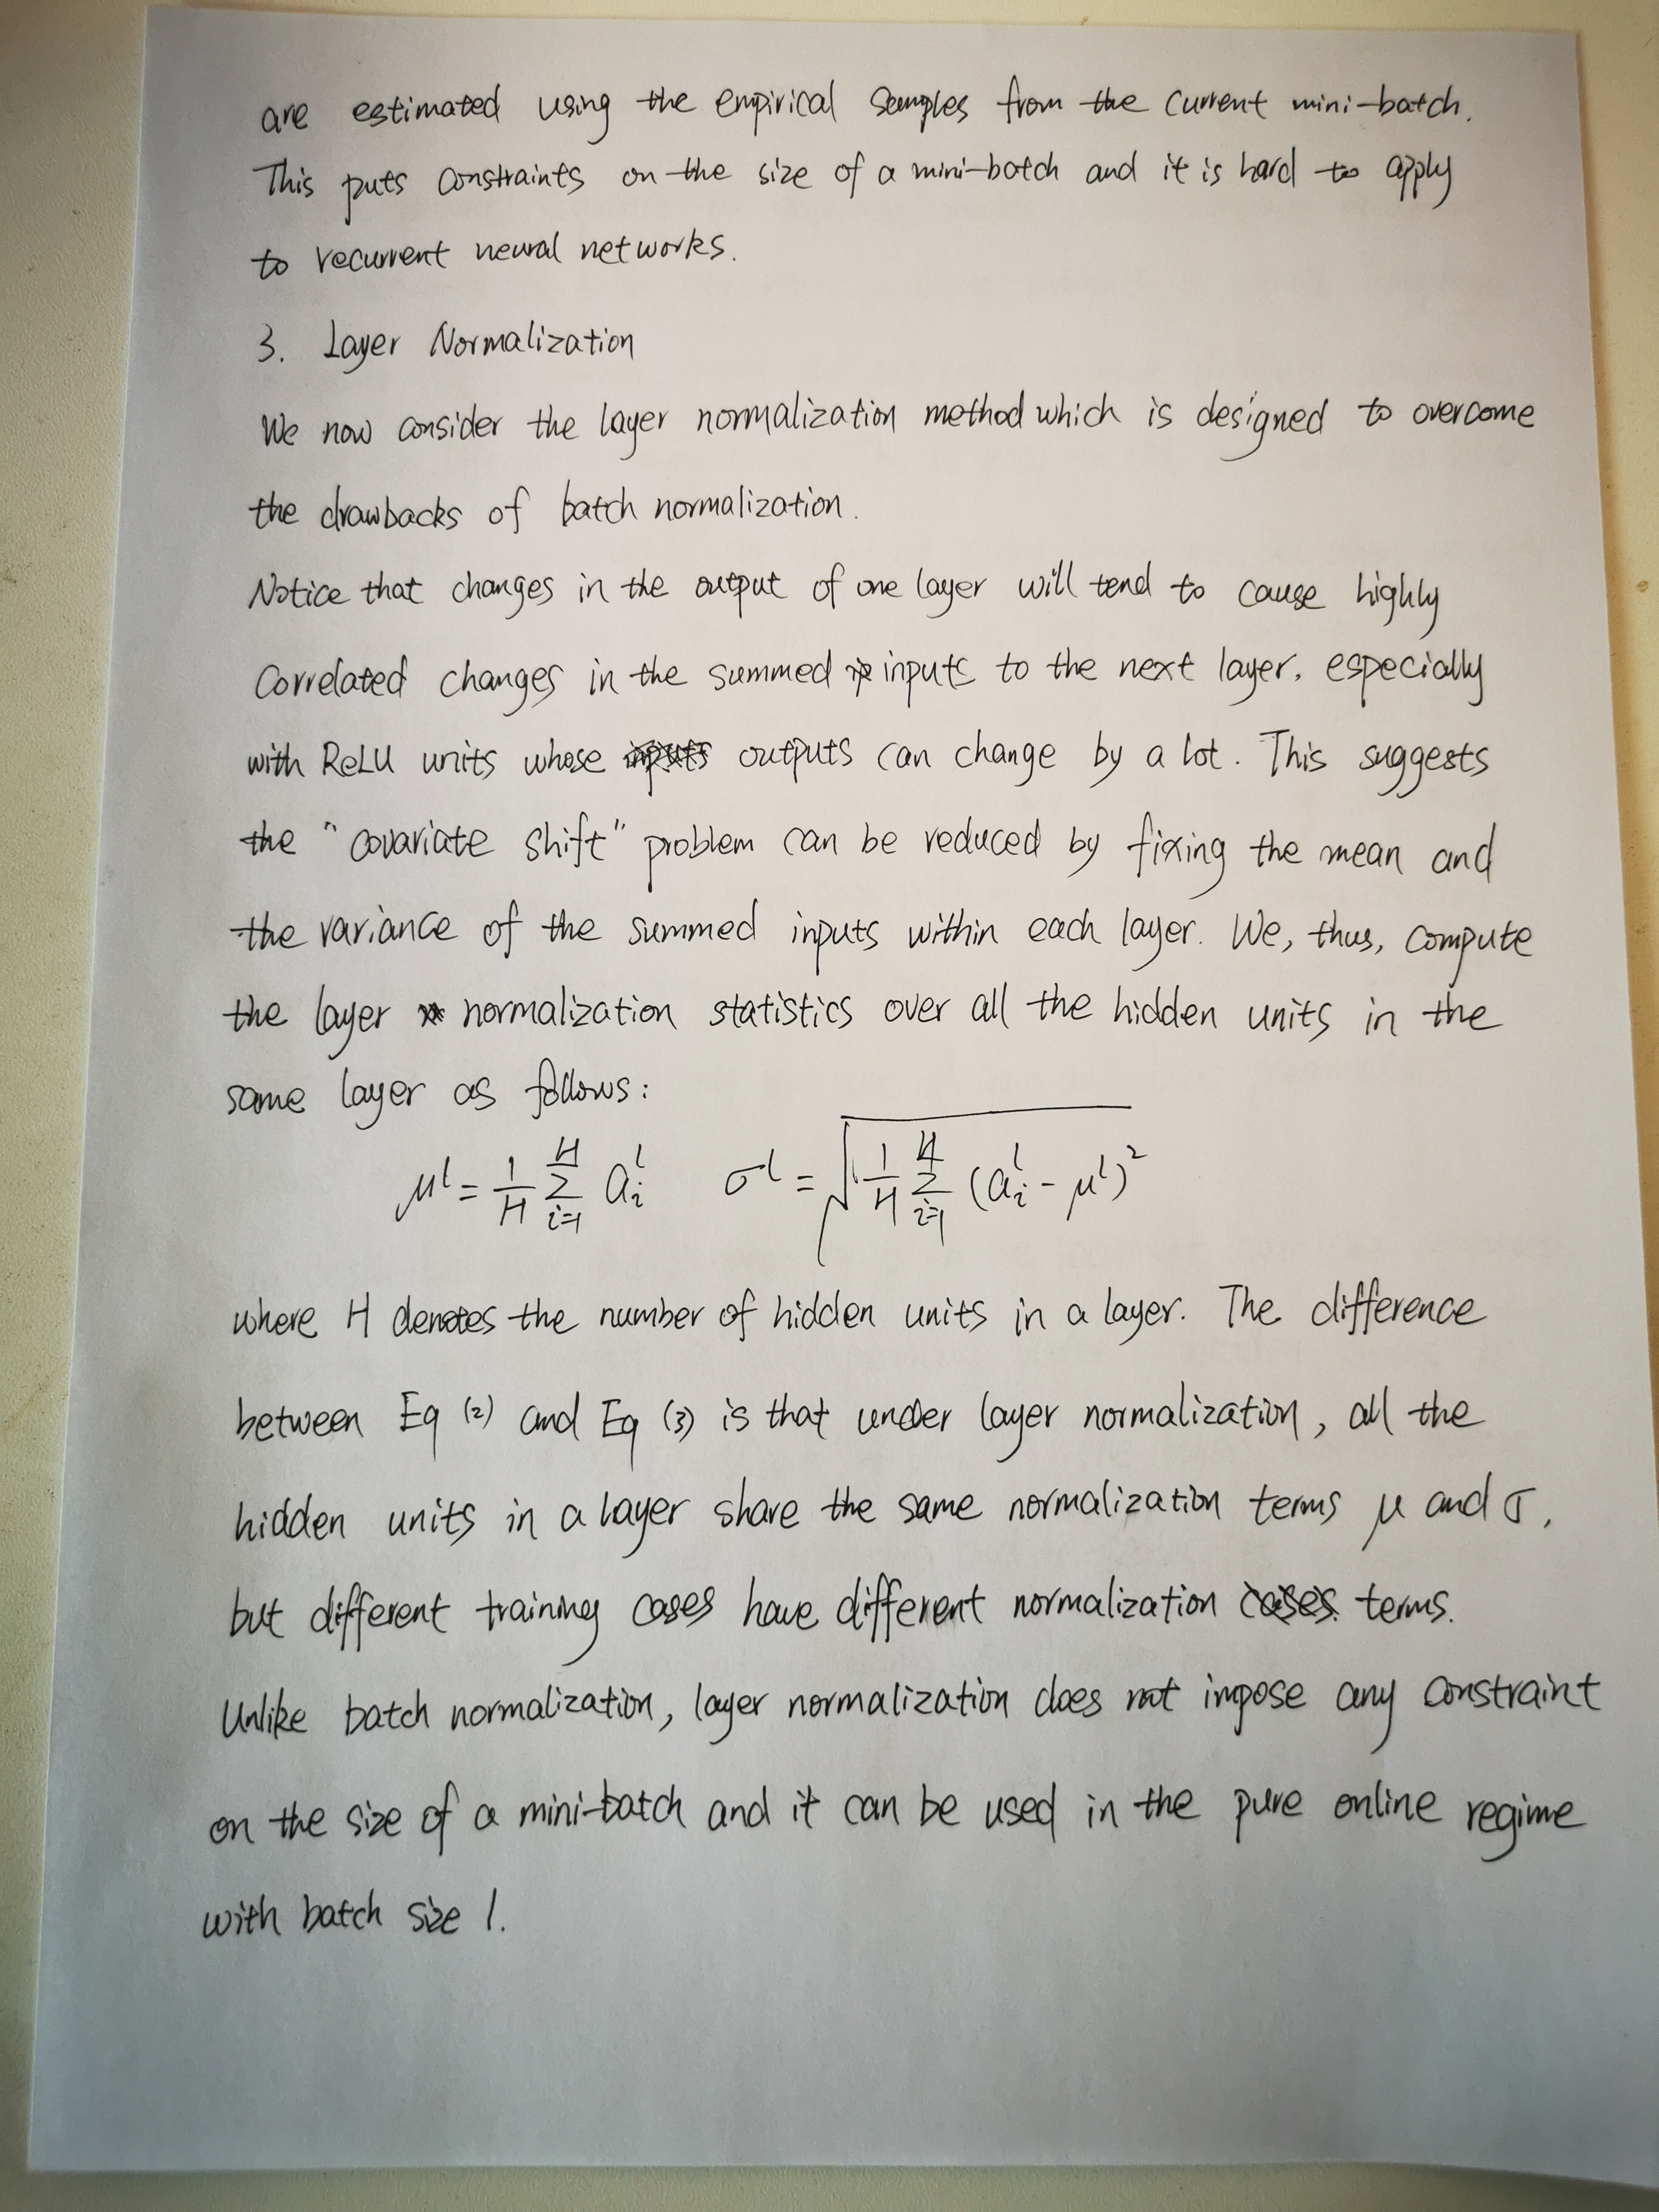 are estimated using the empirical samples from the current mini-batch.
This puts constraints on the size of a mini-batch and it is hard to apply
to recurrent neural networks.
3. Layer Normalization
We now consider the layer normalization method which is designed to overcome
the drawbacks of batch normalization.
Notice that changes in the output of one layer will tend to cause highly
correlated changes in the summed inputs to the next layer, especially
with ReLU units whose outputs can change by a lot. This suggests
the "covariate shift" problem can be reduced by fixing the mean and
the variance of the summed inputs within each layer. We, thus, compute
the layer normalization statistics over all the hidden units in the
same layer as follows:
μ^l = \frac{1}{H} \sum_{i=1}^{H} a_i^l    σ^l = \sqrt{\frac{1}{H} \sum_{i=1}^{H} (a_i^l - μ^l)^2}
where H denotes the number of hidden units in a layer. The difference
between Eq (2) and Eq (3) is that under layer normalization, all the
hidden units in a layer share the same normalization terms μ and σ,
but different training cases have different normalization terms.
Unlike batch normalization, layer normalization does not impose any constraint
on the size of a mini-batch and it can be used in the pure online regime
with batch size 1.